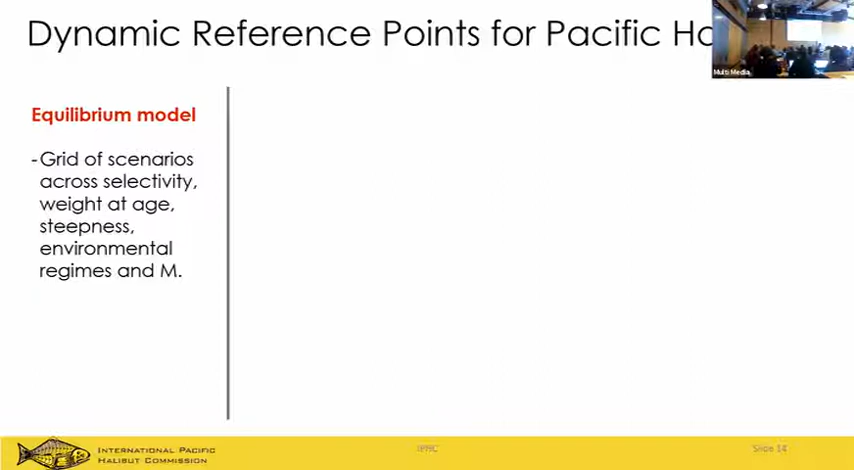 Dynamic Reference Points for Pacific Ha
Multi Media
Equilibrium model
- Grid of scenarios
across selectivity,
weight at age,
steepness,
environmental
regimes and M.
INTERNATIONAL PACIFIC
HALIBUT COMMISSION
IPHC
Slide 14